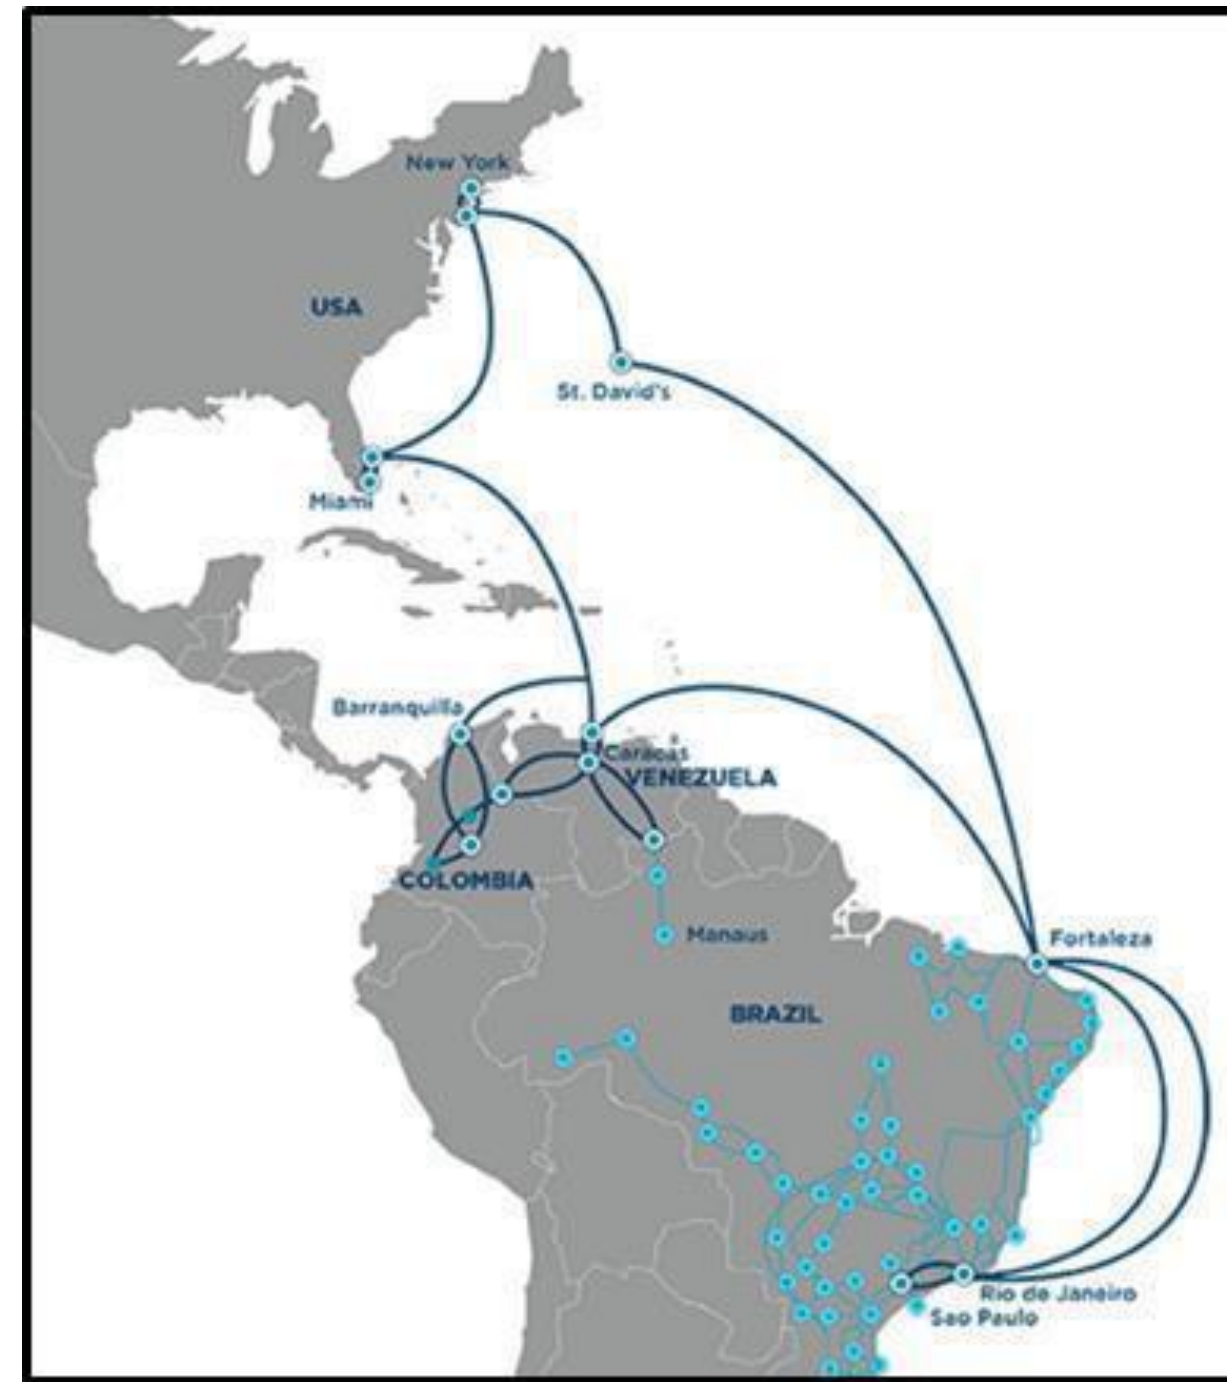 New York
USA
St. David's
Miami
Barranquilla
Caracas
VENEZUELA
COLOMBIA
Manaus
Fortaleza
BRAZIL
Rio de Janeiro
Sao Paulo